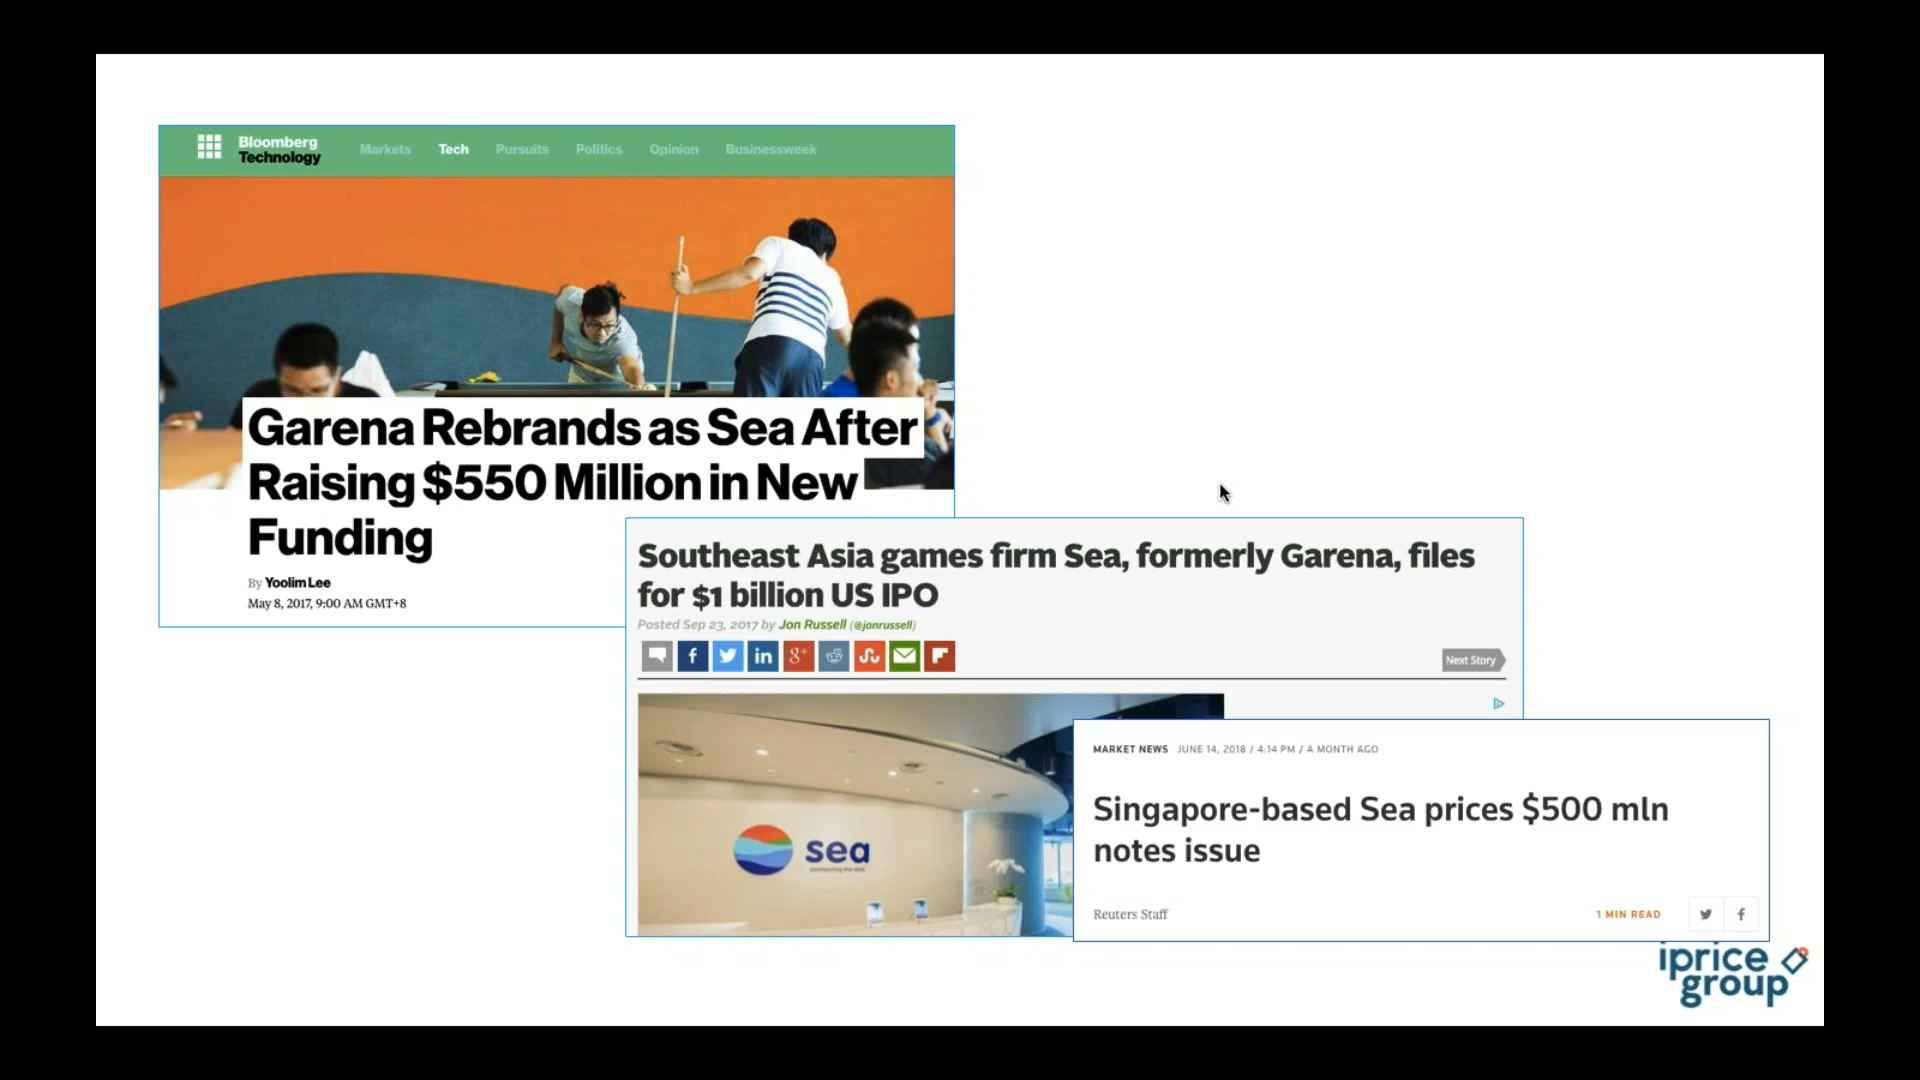 Bloomberg
Technology
Markets Tech Pursuits Politics Opinion Businessweek
Garena Rebrands as Sea After
Raising $550 Million in New
Funding
By Yoolim Lee
May 8, 2017, 9:00 AM GMT+8
Southeast Asia games firm Sea, formerly Garena, files
for $1 billion US IPO
Posted Sep 23, 2017 by Jon Russell (@jonrussell)
Next Story
sea
connecting the dots
MARKET NEWS JUNE 14, 2018 / 4:14 PM / A MONTH AGO
Singapore-based Sea prices $500 mln
notes issue
Reuters Staff
1 MIN READ
iprice
group